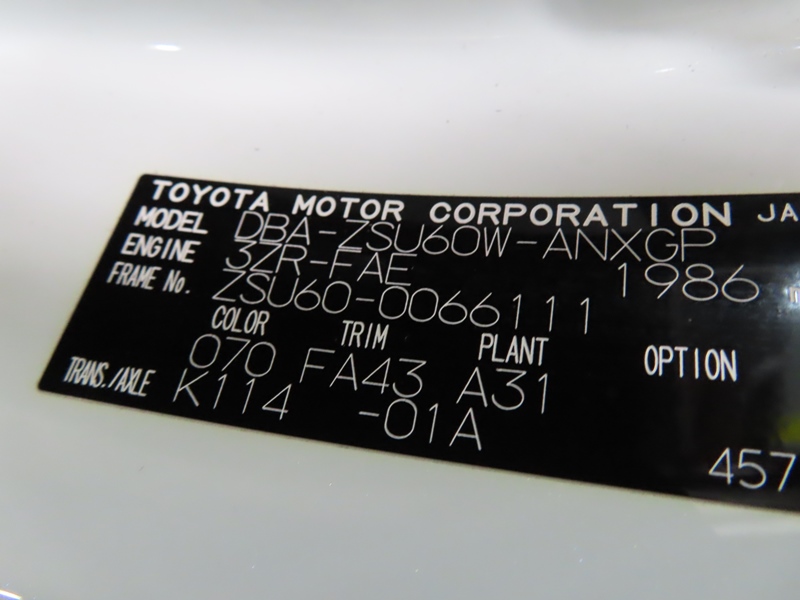 TOYOTA MOTOR CORPORATION JA
MODEL DBA-ZSU60W-ANXGP
ENGINE 3ZR-FAE 1986
FRAME No. ZSU60-0066111
COLOR TRIM PLANT OPTION
070 FA43 A31
TRANS./AXLE K114 -01A
457